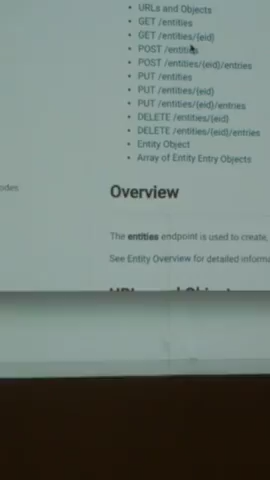 URLs and Objects
GET /entities
GET /entities/{eid}
POST /entities
POST /entities/{eid}/entries
PUT /entities
PUT /entities/{eid}
PUT /entities/{eid}/entries
DELETE /entities/{eid}
DELETE /entities/{eid}/entries
Entity Object
Array of Entity Entry Objects
Overview
The entities endpoint is used to create,
See Entity Overview for detailed informa